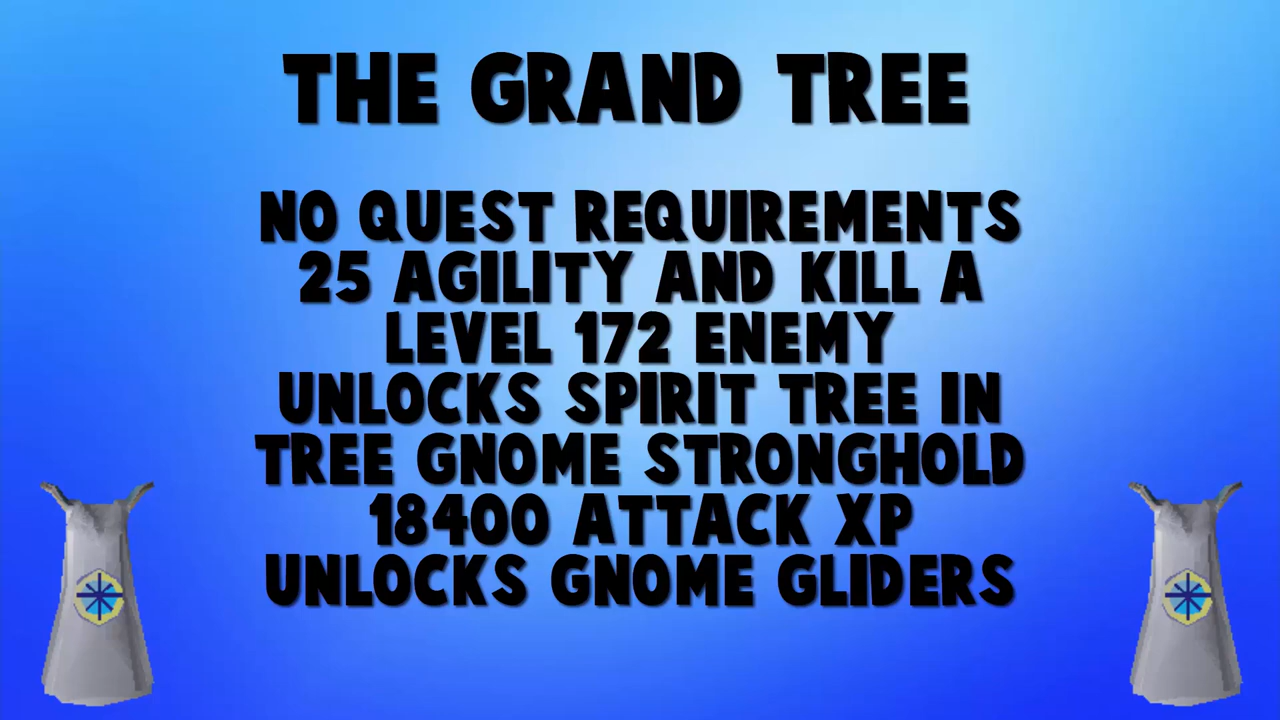 THE GRAND TREE
NO QUEST REQUIREMENTS
25 AGILITY AND KILL A
LEVEL 172 ENEMY
UNLOCKS SPIRIT TREE IN
TREE GNOME STRONGHOLD
18400 ATTACK XP
UNLOCKS GNOME GLIDERS